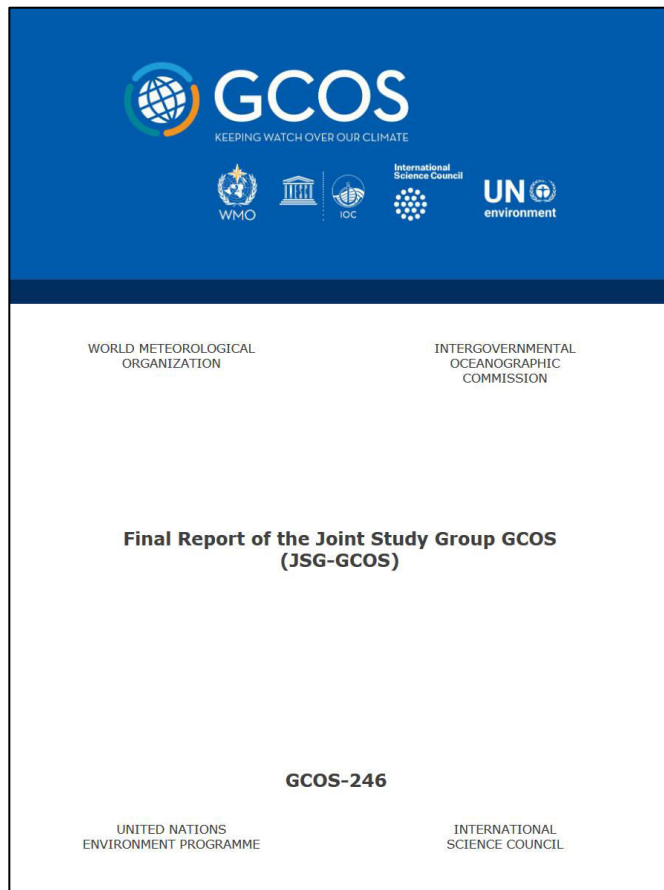 GCOS
KEEPING WATCH OVER OUR CLIMATE
WMO
IOC
International
Science Council
UN
environment
WORLD METEOROLOGICAL
ORGANIZATION
INTERGOVERNMENTAL
OCEANOGRAPHIC
COMMISSION
Final Report of the Joint Study Group GCOS
(JSG-GCOS)
GCOS-246
UNITED NATIONS
ENVIRONMENT PROGRAMME
INTERNATIONAL
SCIENCE COUNCIL